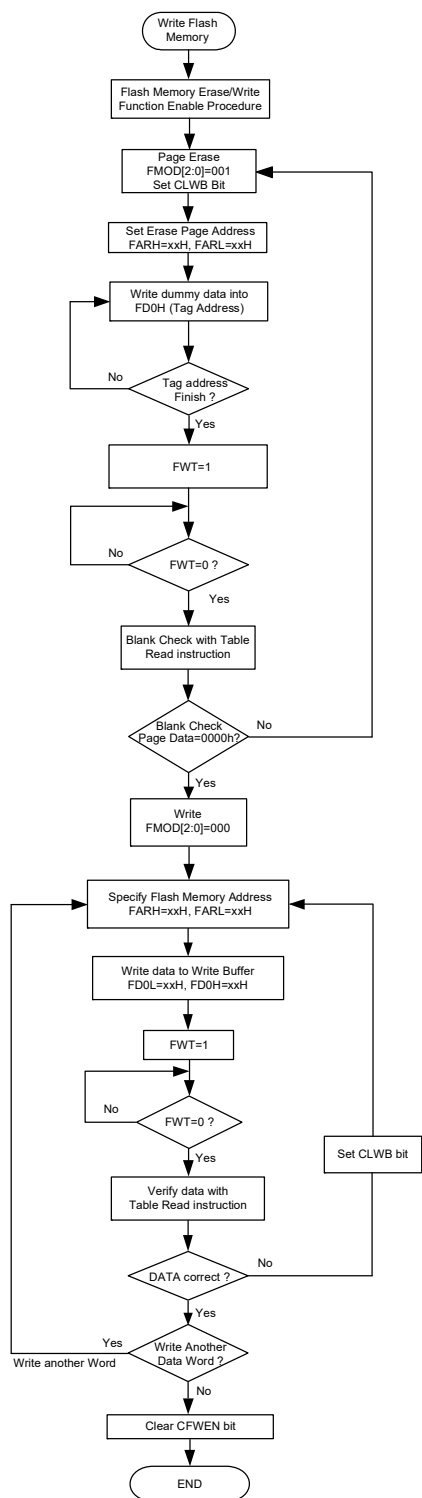 Write Flash
Memory
Flash Memory Erase/Write
Function Enable Procedure
Page Erase
FMOD[2:0]=001
Set CLWB Bit
Set Erase Page Address
FARH=xxH, FARL=xxH
Write dummy data into
FD0H (Tag Address)
No
Tag address
Finish ?
Yes
FWT=1
No
FWT=0 ?
Yes
Blank Check with Table
Read instruction
Blank Check
Page Data=0000h?
No
Yes
Write
FMOD[2:0]=000
Specify Flash Memory Address
FARH=xxH, FARL=xxH
Write data to Write Buffer
FD0L=xxH, FD0H=xxH
FWT=1
No
FWT=0 ?
Yes
Set CLWB bit
Verify data with
Table Read instruction
DATA correct ?
No
Yes
Yes
Write another Word
Write Another
Data Word ?
No
Clear CFWEN bit
END